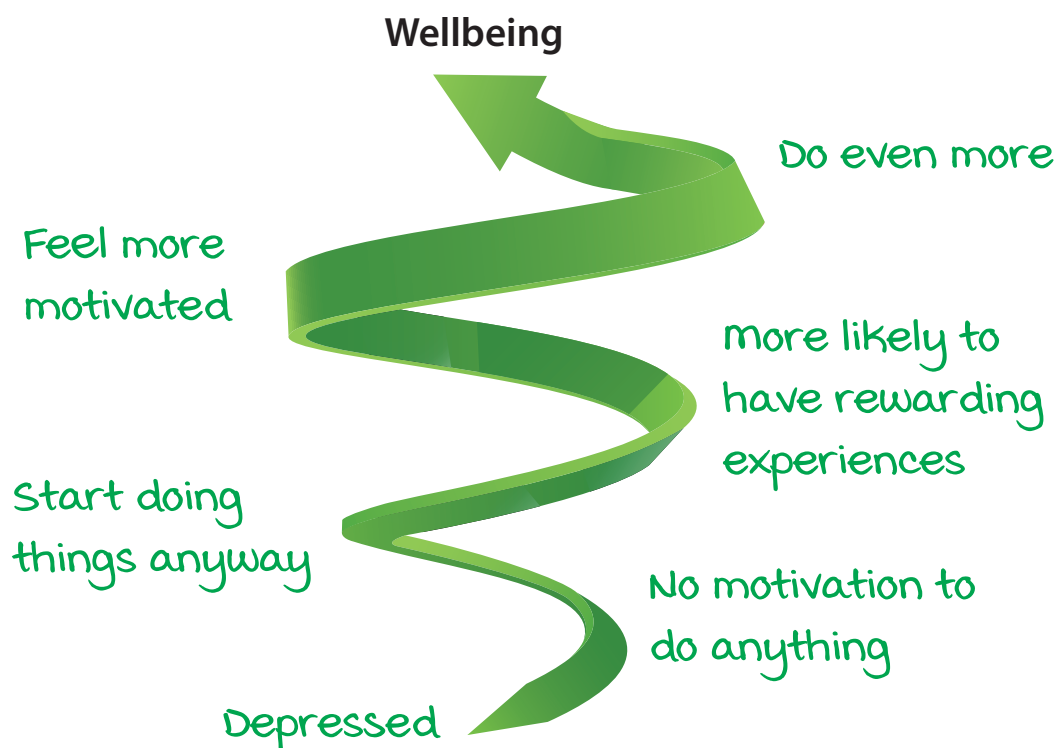 Wellbeing
Do even more
Feel more
motivated
more likely to
have rewarding
experiences
Start doing
things anyway
No motivation to
do anything
Depressed